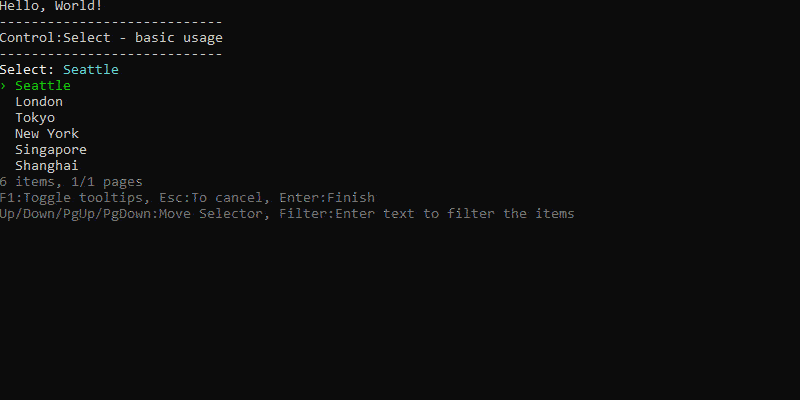 Hello, World!
----------------------------
Control:Select - basic usage
----------------------------
Select: Seattle
› Seattle
London
Tokyo
New York
Singapore
Shanghai
6 items, 1/1 pages
F1:Toggle tooltips, Esc:To cancel, Enter:Finish
Up/Down/PgUp/PgDown:Move Selector, Filter:Enter text to filter the items